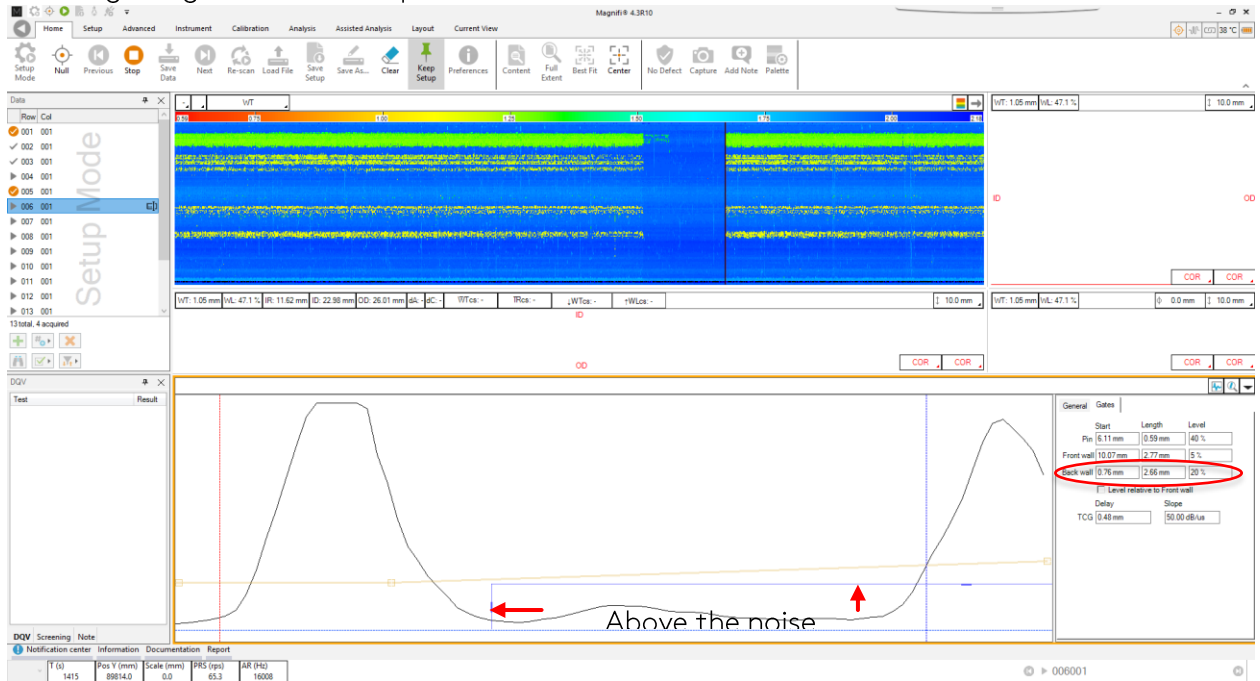 Magnifi® 4.3R10
Home Setup Advanced Instrument Calibration Analysis Assisted Analysis Layout Current View
38 °C
Setup Mode
Null
Previous
Stop
Save Data
Next
Re-scan
Load File
Save Setup
Save As...
Clear
Keep Setup
Preferences
Content
Full Extent
Best Fit
Center
No Defect
Capture
Add Note
Palette
Data
Row Col
001 001
002 001
003 001
004 001
005 001
006 001
007 001
008 001
009 001
010 001
011 001
012 001
013 001
Setup Mode
13 total, 4 acquired
WT
0.59 0.75 1.00 1.25 1.50 1.75 2.00 2.18
WT: 1.05 mm WL: 47.1 % 10.0 mm
ID OD
COR COR
WT: 1.05 mm WL: 47.1 % IR: 11.62 mm ID: 22.98 mm OD: 26.01 mm dA: - dC: - WTcs: - IRcs: - ↓WTcs: - ↑WLcs: - 10.0 mm
ID
OD
COR COR
WT: 1.05 mm WL: 47.1 % 0.0 mm 10.0 mm
COR COR
DQV
Test Result
DQV Screening Note
Above the noise
General Gates
Start Length Level
Pin 6.11 mm 0.59 mm 40 %
Front wall 10.07 mm 2.77 mm 5 %
Back wall 0.76 mm 2.66 mm 20 %
Level relative to Front wall
Delay Slope
TCG 0.48 mm 50.00 dB/us
Notification center Information Documentation Report
T (s) Pos Y (mm) Scale (mm) PRS (rps) AR (Hz)
1415 89814.0 0.0 65.3 16008
006001